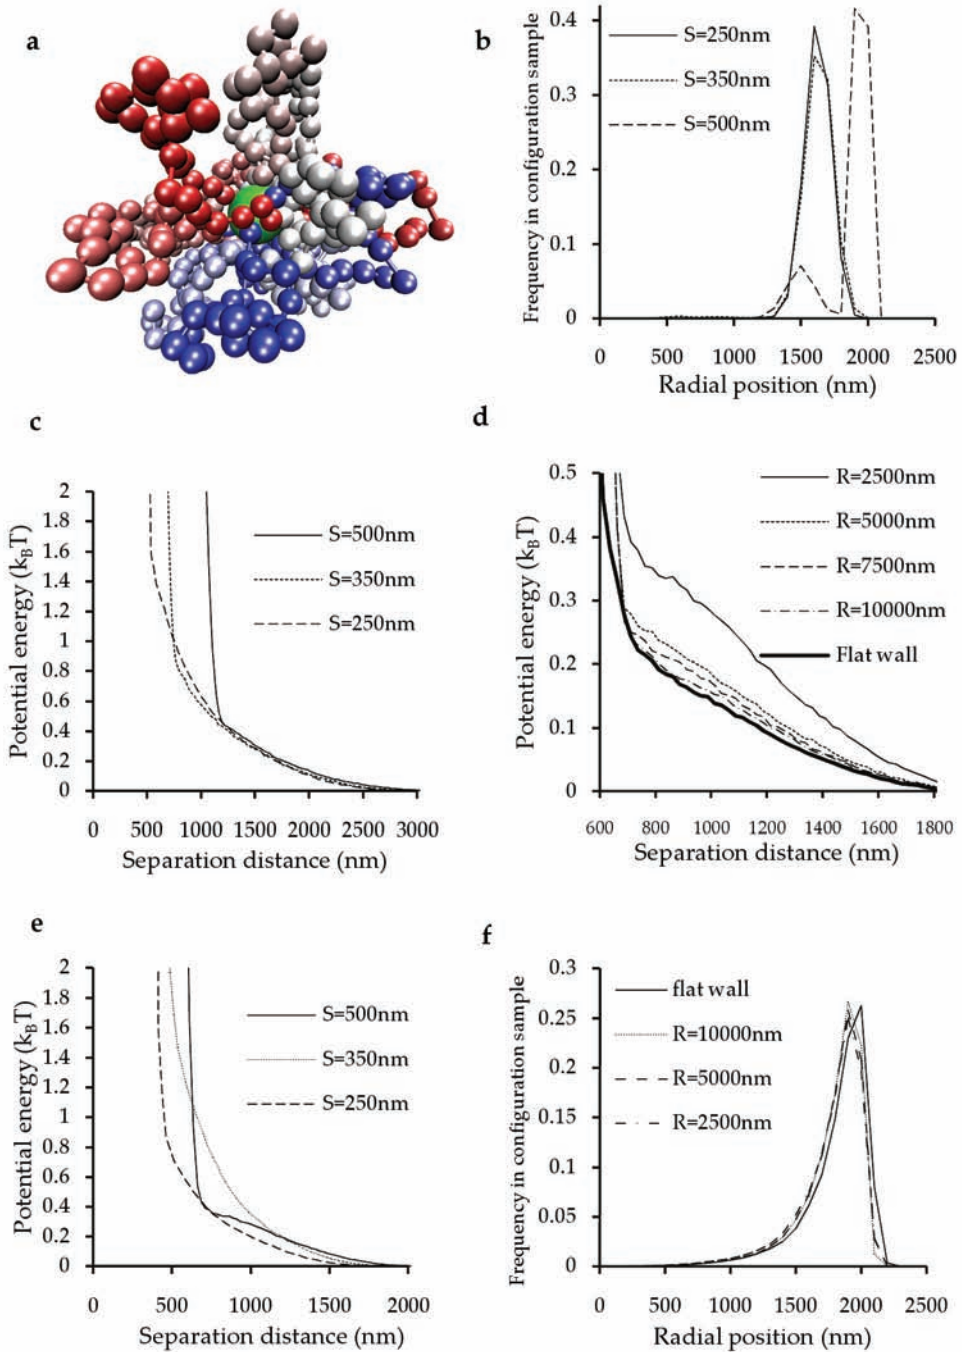 a
b
Frequency in configuration sample
0.4
0.3
0.2
0.1
0
S=250nm
S=350nm
S=500nm
0 500 1000 1500 2000 2500
Radial position (nm)
c
Potential energy (kBT)
2
1.8
1.6
1.4
1.2
1
0.8
0.6
0.4
0.2
0
S=500nm
S=350nm
S=250nm
0 500 1000 1500 2000 2500 3000
Separation distance (nm)
d
Potential energy (kBT)
0.5
0.4
0.3
0.2
0.1
0
R=2500nm
R=5000nm
R=7500nm
R=10000nm
Flat wall
600 800 1000 1200 1400 1600 1800
Separation distance (nm)
e
Potential energy (kBT)
2
1.8
1.6
1.4
1.2
1
0.8
0.6
0.4
0.2
0
S=500nm
S=350nm
S=250nm
0 500 1000 1500 2000
Separation distance (nm)
f
Frequency in configuration sample
0.3
0.25
0.2
0.15
0.1
0.05
0
flat wall
R=10000nm
R=5000nm
R=2500nm
0 500 1000 1500 2000 2500
Radial position (nm)